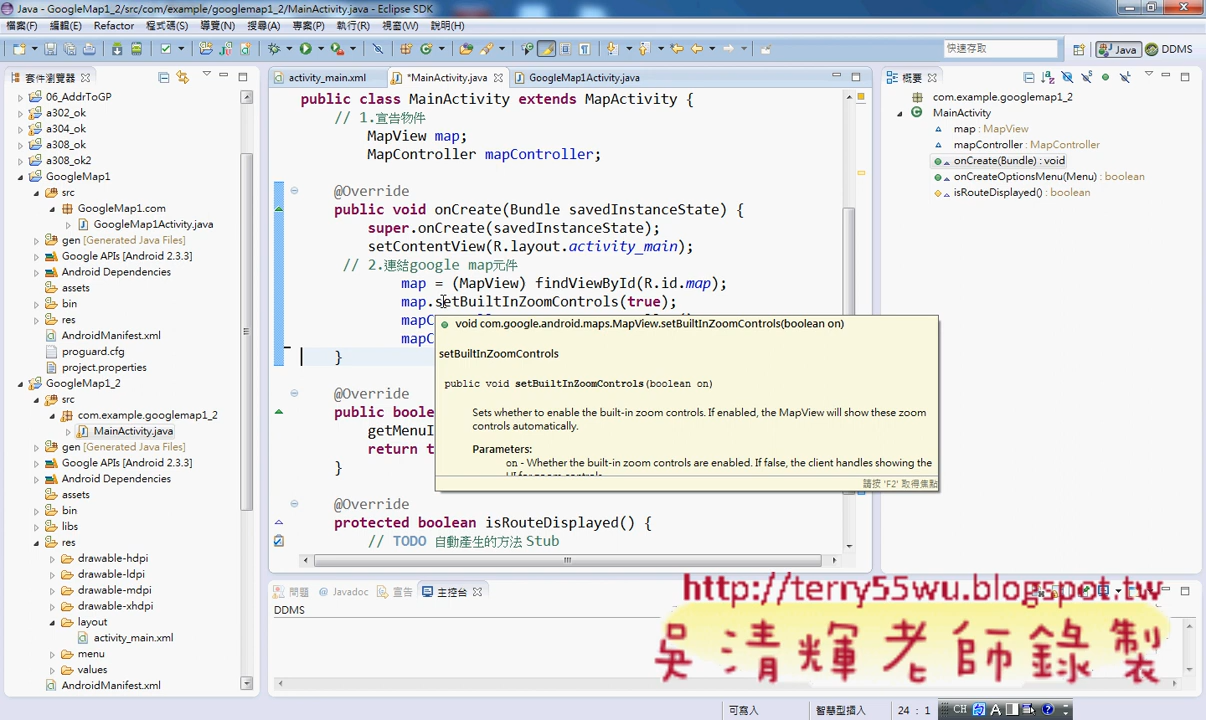 Java - GoogleMap1_2/src/com/example/googlemap1_2/MainActivity.java - Eclipse SDK
檔案(F) 編輯(E) Refactor 程式碼(S) 導覽(N) 搜尋(A) 專案(P) 執行(R) 視窗(W) 說明(H)
快速存取
Java
DDMS
套件瀏覽器
06_AddrToGP
a302_ok
a304_ok
a308_ok
a308_ok2
GoogleMap1
src
GoogleMap1.com
GoogleMap1Activity.java
gen [Generated Java Files]
Google APIs [Android 2.3.3]
Android Dependencies
assets
bin
res
AndroidManifest.xml
proguard.cfg
project.properties
GoogleMap1_2
src
com.example.googlemap1_2
MainActivity.java
gen [Generated Java Files]
Google APIs [Android 2.3.3]
Android Dependencies
assets
bin
libs
res
drawable-hdpi
drawable-ldpi
drawable-mdpi
drawable-xhdpi
layout
activity_main.xml
menu
values
AndroidManifest.xml
activity_main.xml
*MainActivity.java
GoogleMap1Activity.java
public class MainActivity extends MapActivity {
// 1.宣告物件
MapView map;
MapController mapController;
@Override
public void onCreate(Bundle savedInstanceState) {
super.onCreate(savedInstanceState);
setContentView(R.layout.activity_main);
// 2.連結google map元件
map = (MapView) findViewById(R.id.map);
map.setBuiltInZoomControls(true);
mapC
mapC
}
@Override
public boole
getMenuI
return t
}
@Override
protected boolean isRouteDisplayed() {
// TODO 自動產生的方法 Stub
void com.google.android.maps.MapView.setBuiltInZoomControls(boolean on)
setBuiltInZoomControls
public void setBuiltInZoomControls(boolean on)
Sets whether to enable the built-in zoom controls. If enabled, the MapView will show these zoom
controls automatically.
Parameters:
on - Whether the built-in zoom controls are enabled. If false, the client handles showing the
請按 'F2' 取得焦點
概要
com.example.googlemap1_2
MainActivity
map : MapView
mapController : MapController
onCreate(Bundle) : void
onCreateOptionsMenu(Menu) : boolean
isRouteDisplayed() : boolean
問題 @ Javadoc 宣告 主控台
DDMS
http://terry55wu.blogspot.tw
吳清輝老師錄製
可寫入
智慧型插入
24 : 1
CH